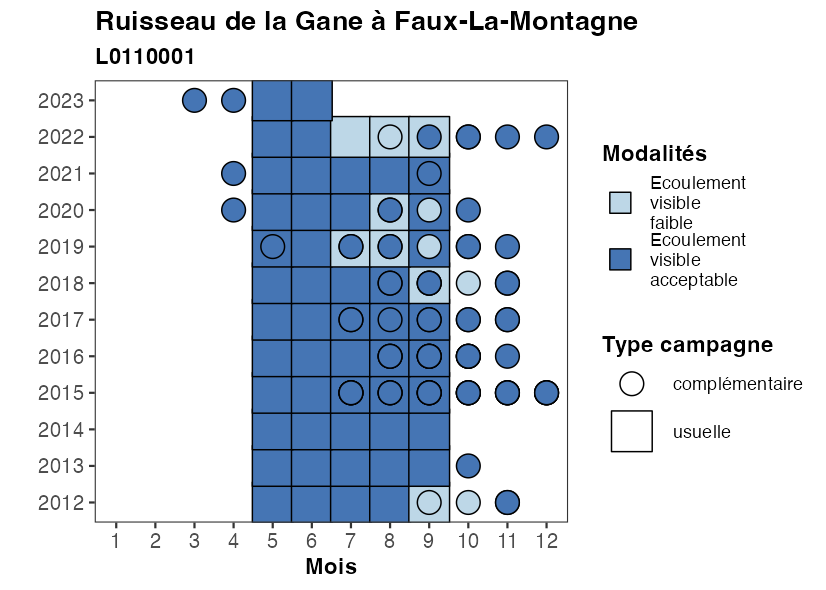 Ruisseau de la Gane à Faux-La-Montagne
L0110001
2023
2022
2021
2020
2019
2018
2017
2016
2015
2014
2013
2012
1 2 3 4 5 6 7 8 9 10 11 12
Mois
Modalités
Ecoulement
visible
faible
Ecoulement
visible
acceptable
Type campagne
complémentaire
usuelle